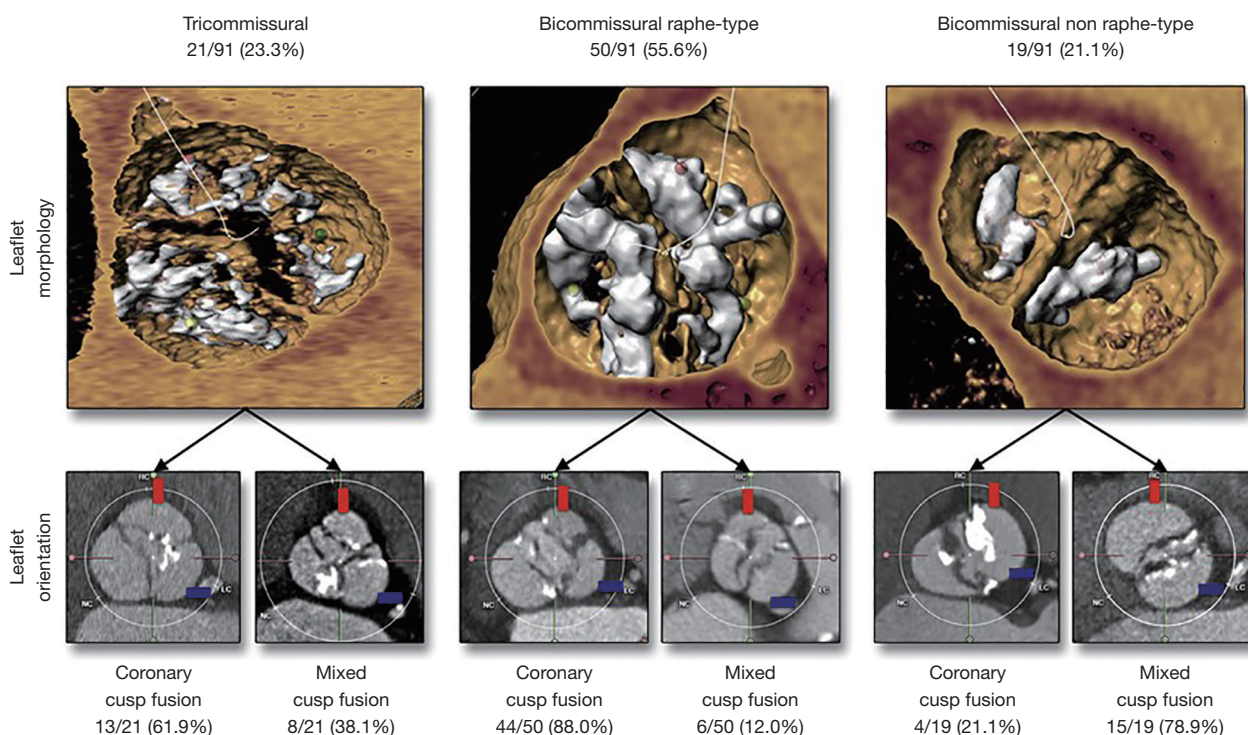 Tricommissural
21/91 (23.3%)
Bicommissural raphe-type
50/91 (55.6%)
Bicommissural non raphe-type
19/91 (21.1%)
Leaflet
morphology
Leaflet
orientation
RC
LC
NC
NC
RC
LC
NC
RC
LC
NC
RC
LC
NC
RC
LC
NC
Coronary
cusp fusion
13/21 (61.9%)
Mixed
cusp fusion
8/21 (38.1%)
Coronary
cusp fusion
44/50 (88.0%)
Mixed
cusp fusion
6/50 (12.0%)
Coronary
cusp fusion
4/19 (21.1%)
Mixed
cusp fusion
15/19 (78.9%)